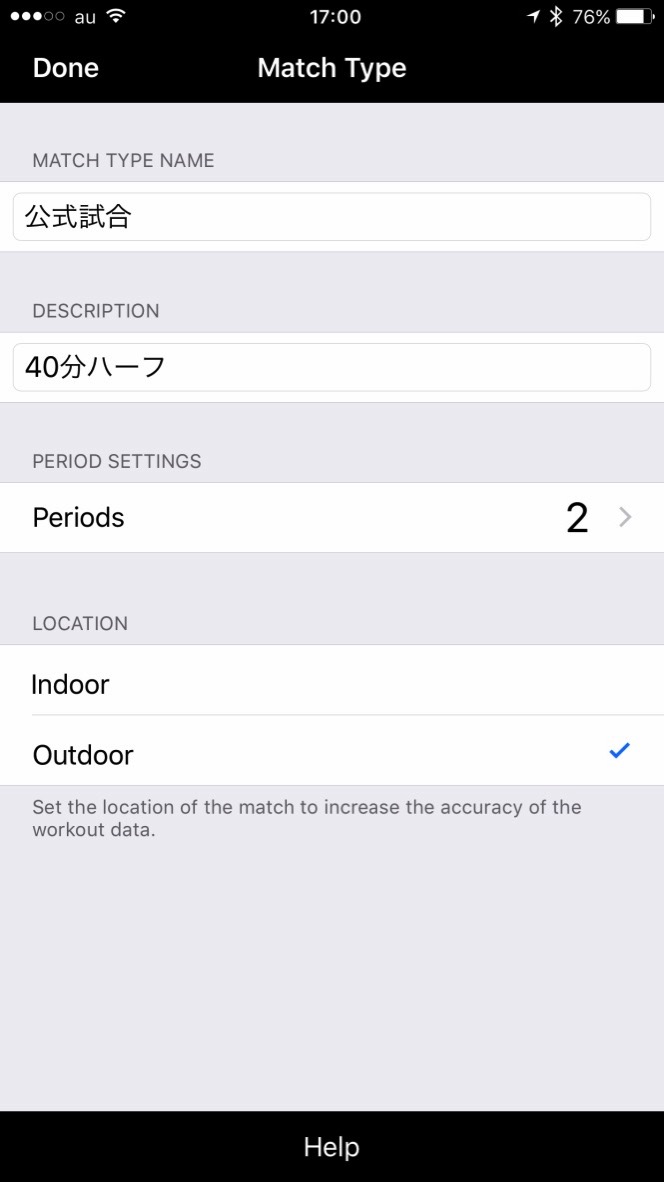 au 17:00 76%
Done Match Type
MATCH TYPE NAME
公式試合
DESCRIPTION
40分ハーフ
PERIOD SETTINGS
Periods 2
LOCATION
Indoor
Outdoor
Set the location of the match to increase the accuracy of the
workout data.
Help